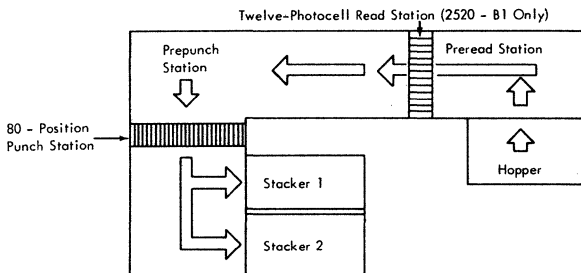 Twelve-Photocell Read Station (2520 - B1 Only)
Prepunch
Station
Preread Station
80 - Position
Punch Station
Hopper
Stacker 1
Stacker 2